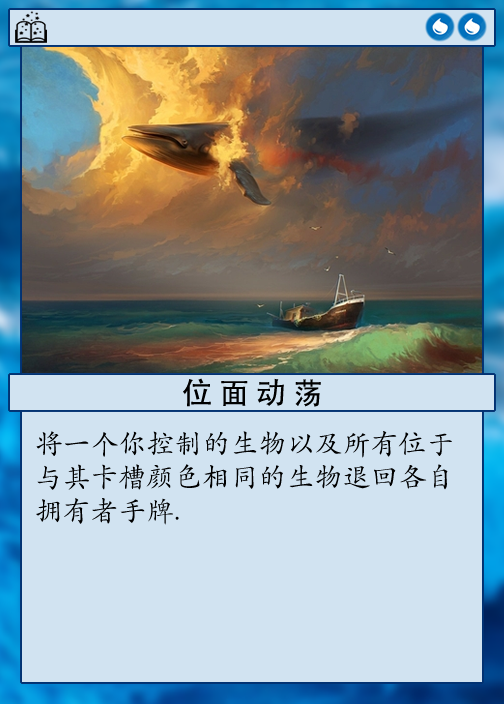 位面动荡
将一个你控制的生物以及所有位于
与其卡槽颜色相同的生物退回各自
拥有者手牌.